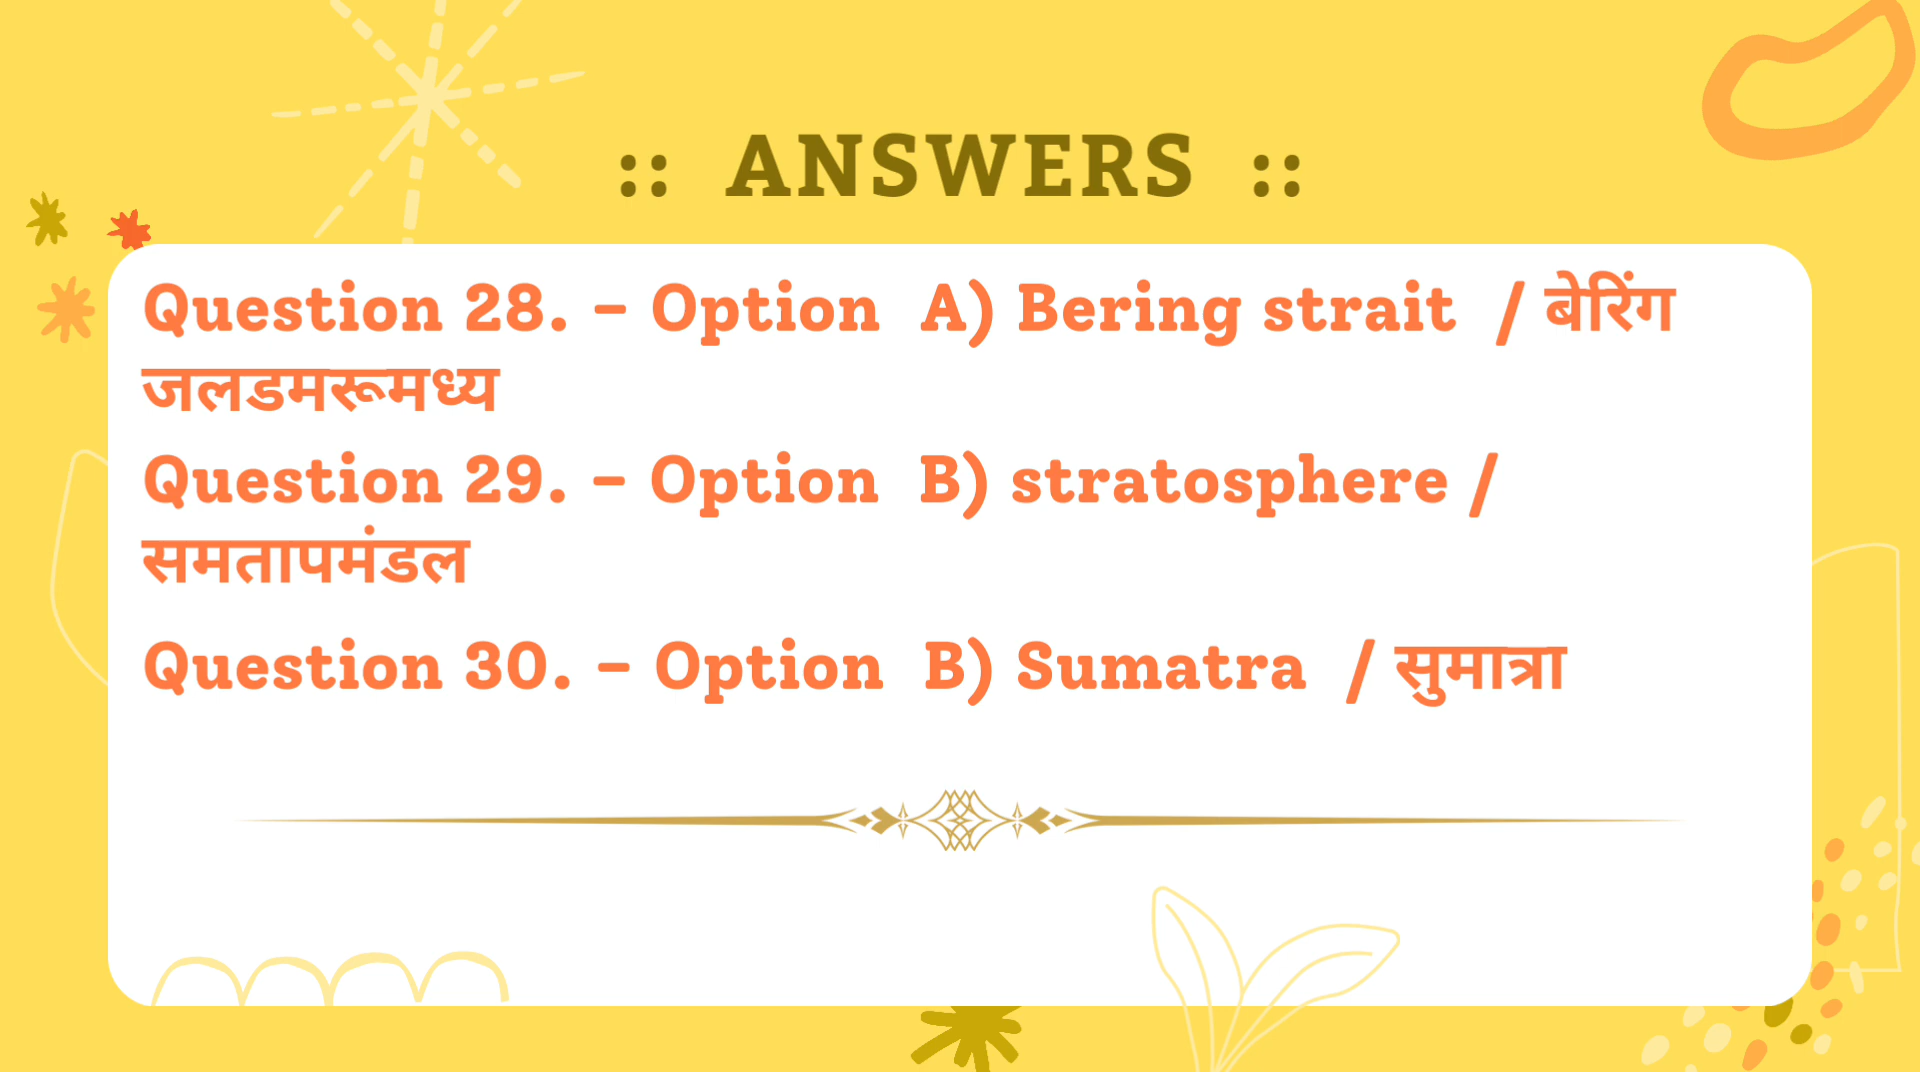 :: ANSWERS ::
Question 28. – Option A) Bering strait / बेरिंग
जलडमरूमध्य
Question 29. – Option B) stratosphere /
समतापमंडल
Question 30. – Option B) Sumatra / सुमात्रा